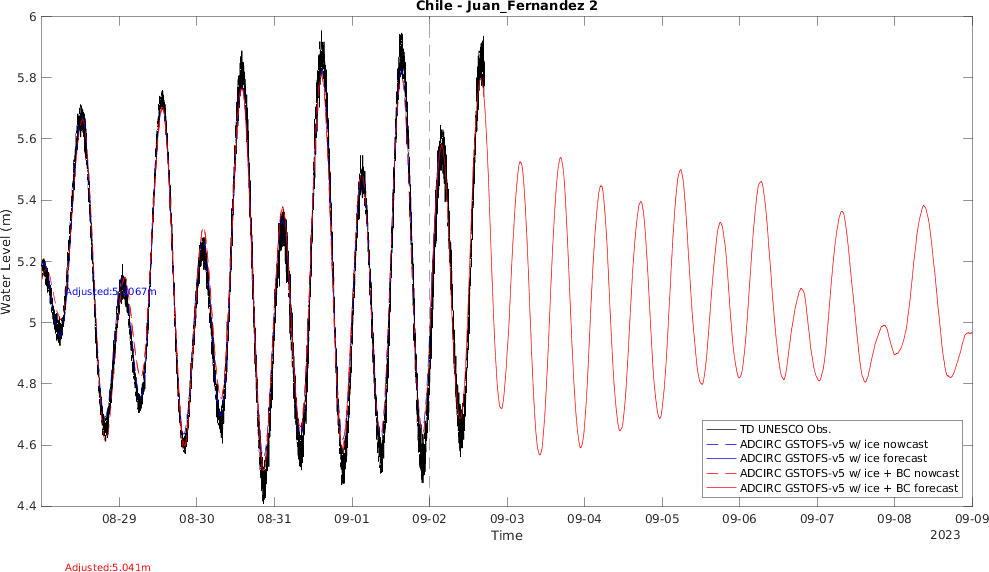 Chile - Juan_Fernandez 2
Water Level (m)
6
5.8
5.6
5.4
5.2
5
4.8
4.6
4.4
Adjusted:
TD UNESCO Obs.
ADCIRC GSTOFS-v5 w/ ice nowcast
ADCIRC GSTOFS-v5 w/ ice forecast
ADCIRC GSTOFS-v5 w/ ice + BC nowcast
ADCIRC GSTOFS-v5 w/ ice + BC forecast
08-29 08-30 08-31 09-01 09-02 09-03 09-04 09-05 09-06 09-07 09-08 09-09
Time
2023
Adjusted:5.041m